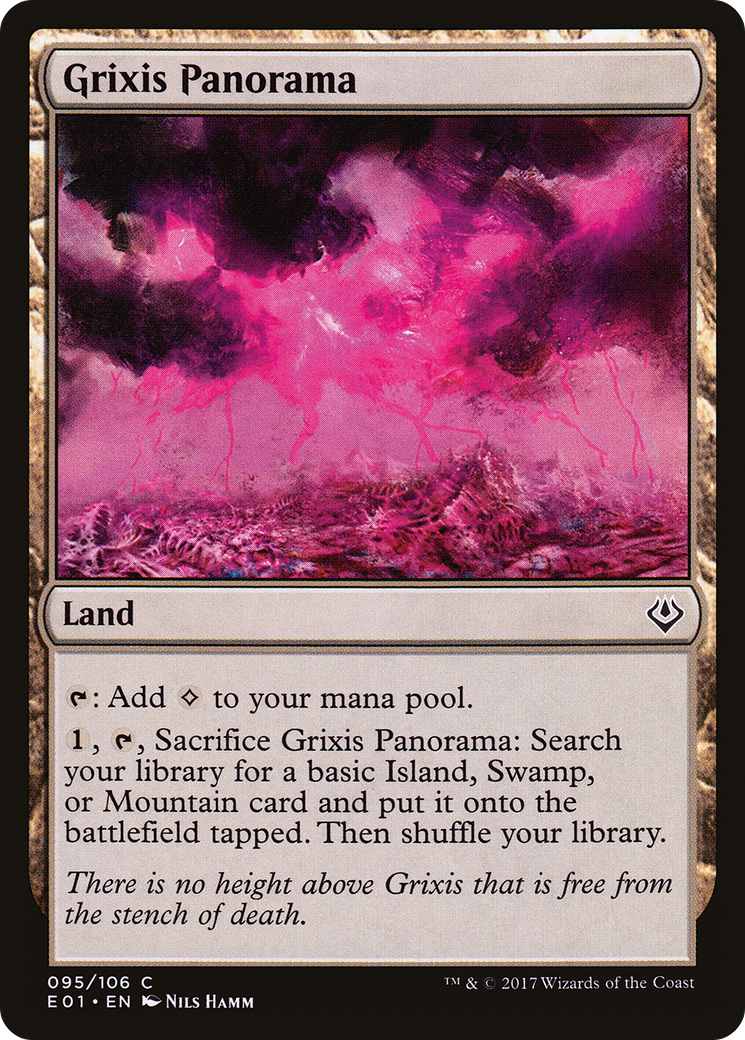 Grixis Panorama
Land
: Add to your mana pool.
1, , Sacrifice Grixis Panorama: Search
your library for a basic Island, Swamp,
or Mountain card and put it onto the
battlefield tapped. Then shuffle your library.
There is no height above Grixis that is free from
the stench of death.
095/106 C
E01 • EN Nils Hamm
™ & © 2017 Wizards of the Coast